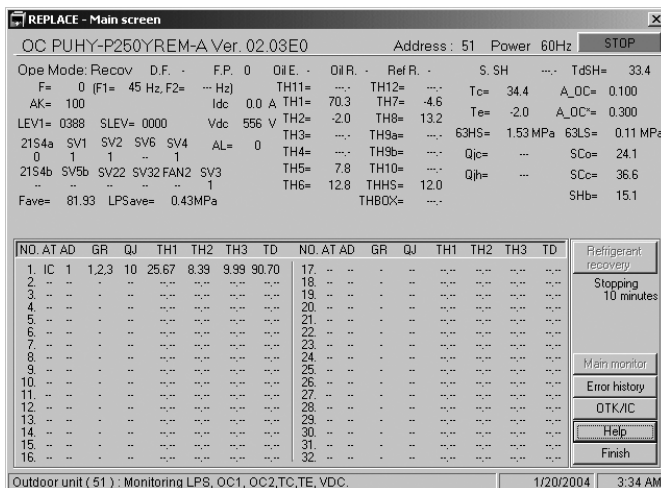 REPLACE - Main screen
OC PUHY-P250YREM-A Ver. 02.03E0 Address : 51 Power 60Hz STOP
Ope Mode: Recov D.F. - F.P. 0 Oil E. - Oil R. - Ref R. - S. SH ---.- TdSH= 33.4
F= 0 (F1= 45 Hz, F2= --- Hz) TH11= ---.- TH12= ---.- Tc= 34.4 A_OC= 0.100
AK= 100 Idc 0.0 A TH1= 70.3 TH7= -4.6 Te= -2.0 A_OC*= 0.300
LEV1= 0388 SLEV= 0000 Vdc 556 V TH2= -2.0 TH8= 13.2 63HS= 1.53 MPa 63LS= 0.11 MPa
21S4a SV1 SV2 SV6 SV4 AL= 0 TH3= ---.- TH9a= ---.- Qjc= --- SCo= 24.1
0 1 1 -- 1 TH4= ---.- TH9b= ---.-
21S4b SV5b SV22 SV32 FAN2 SV3 TH5= 7.8 TH10= ---.- Qjh= --- SCc= 36.6
-- -- -- -- -- 1 TH6= 12.8 THHS= 12.0 SHb= 15.1
Fave= 81.93 LPSave= 0.43MPa THBOX= ---.-
NO. AT AD GR QJ TH1 TH2 TH3 TD NO. AT AD GR QJ TH1 TH2 TH3 TD
1. IC 1 1,2,3 10 25.67 8.39 9.99 90.70 17. -- -- - -- --.-- --.-- --.-- --.--
2. -- -- - -- --.-- --.-- --.-- --.-- 18. -- -- - -- --.-- --.-- --.-- --.--
3. -- -- - -- --.-- --.-- --.-- --.-- 19. -- -- - -- --.-- --.-- --.-- --.--
4. -- -- - -- --.-- --.-- --.-- --.-- 20. -- -- - -- --.-- --.-- --.-- --.--
5. -- -- - -- --.-- --.-- --.-- --.-- 21. -- -- - -- --.-- --.-- --.-- --.--
6. -- -- - -- --.-- --.-- --.-- --.-- 22. -- -- - -- --.-- --.-- --.-- --.--
7. -- -- - -- --.-- --.-- --.-- --.-- 23. -- -- - -- --.-- --.-- --.-- --.--
8. -- -- - -- --.-- --.-- --.-- --.-- 24. -- -- - -- --.-- --.-- --.-- --.--
9. -- -- - -- --.-- --.-- --.-- --.-- 25. -- -- - -- --.-- --.-- --.-- --.--
10. -- -- - -- --.-- --.-- --.-- --.-- 26. -- -- - -- --.-- --.-- --.-- --.--
11. -- -- - -- --.-- --.-- --.-- --.-- 27. -- -- - -- --.-- --.-- --.-- --.--
12. -- -- - -- --.-- --.-- --.-- --.-- 28. -- -- - -- --.-- --.-- --.-- --.--
13. -- -- - -- --.-- --.-- --.-- --.-- 29. -- -- - -- --.-- --.-- --.-- --.--
14. -- -- - -- --.-- --.-- --.-- --.-- 30. -- -- - -- --.-- --.-- --.-- --.--
15. -- -- - -- --.-- --.-- --.-- --.-- 31. -- -- - -- --.-- --.-- --.-- --.--
16. -- -- - -- --.-- --.-- --.-- --.-- 32. -- -- - -- --.-- --.-- --.-- --.--
Refrigerant
recovery
Stopping
10 minutes
Main monitor
Error history
OTK/IC
Help
Finish
Outdoor unit ( 51 ) : Monitoring LPS, OC1, OC2,TC,TE, VDC. 1/20/2004 3:34 AM